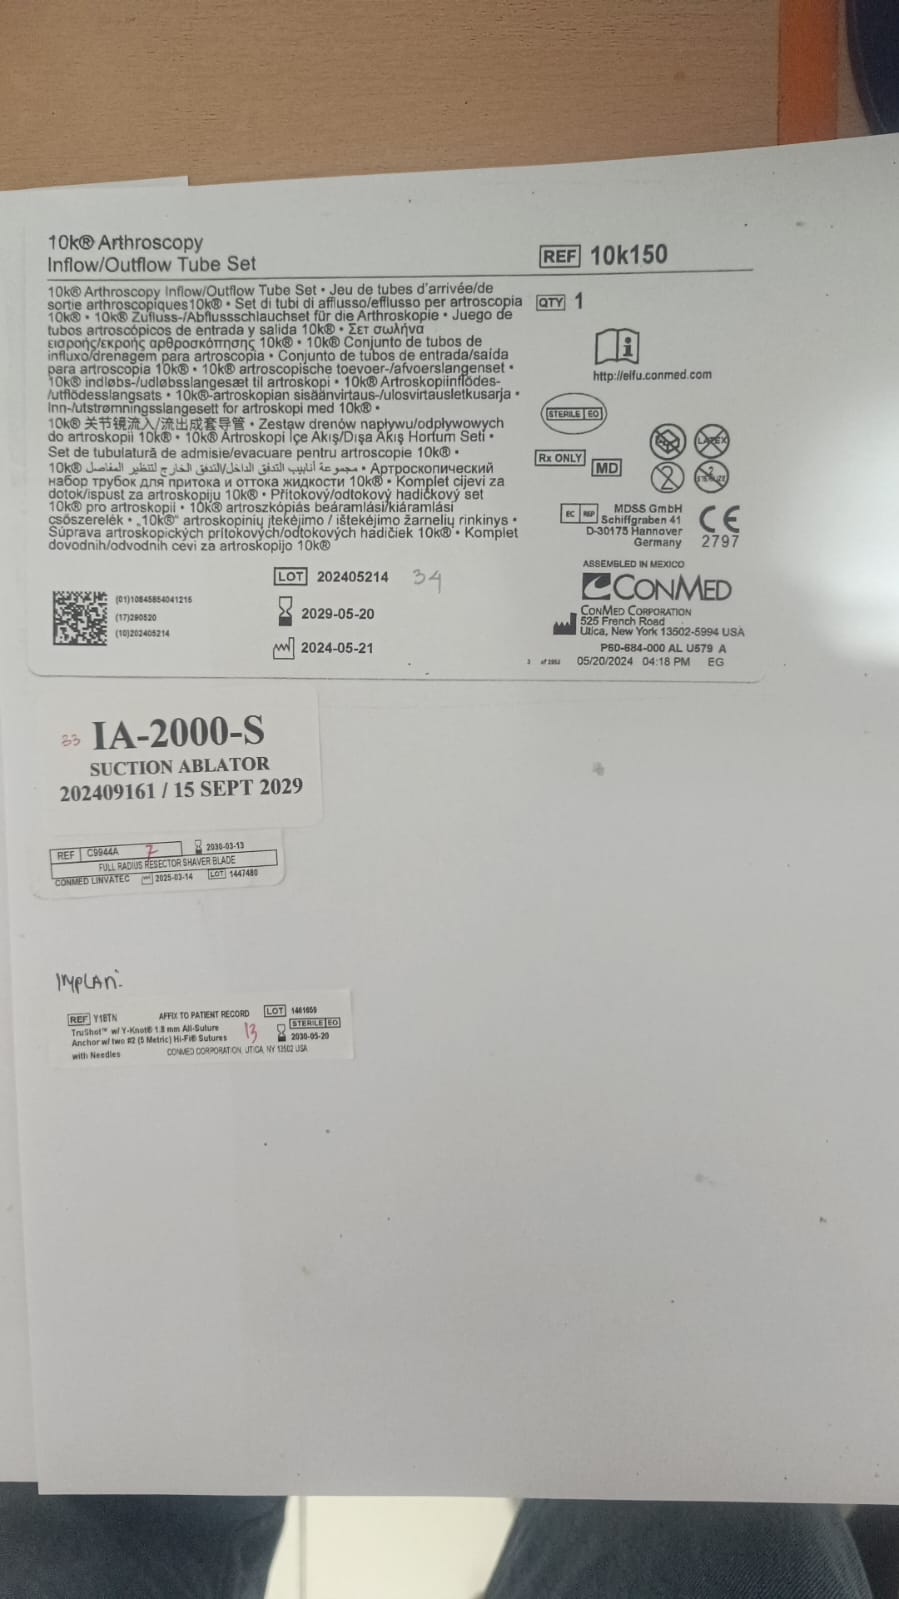 10k® Arthroscopy
Inflow/Outflow Tube Set
REF 10k150
10k® Arthroscopy Inflow/Outflow Tube Set • Jeu de tubes d'arrivée/de
sortie arthroscopiques10k® • Set di tubi di afflusso/efflusso per artroscopia
10k® • 10k® Zufluss-/Abflussschlauchset für die Arthroskopie • Juego de
tubos artroscópicos de entrada y salida 10k® • Σετ σωλήνα
εισροής/εκροής αρθροσκόπησης 10k® • 10k® Conjunto de tubos de
influxo/drenagem para artroscopia • Conjunto de tubos de entrada/saída
para artroscopia 10k® • 10k® artroscopische toevoer-/afvoerslangenset •
10k® indløbs-/udløbsslangesæt til artroskopi • 10k® Artroskopiinflödes-
/utflödesslangsats • 10k®-artroskopian sisäänvirtaus-/ulosvirtausletkusarja •
Inn-/utstrømningsslangesett for artroskopi med 10k® •
10k® 关节镜流入/流出成套导管 • Zestaw drenów napływu/odpływowych
do artroskopii 10k® • 10k® Artroskopi İçe Akış/Dışa Akış Hortum Seti •
Set de tubulatură de admisie/evacuare pentru artroscopie 10k® •
10k® مجموعة أنابيب التدفق الداخل/التدفق الخارج لتنظير المفاصل • Артроскопический
набор трубок для притока и оттока жидкости 10k® • Komplet cijevi za
dotok/ispust za artroskopiju 10k® • Přítokový/odtokový hadičkový set
10k® pro artroskopii • 10k® artroszkópiás beáramlási/kiáramlási
csőszerelék • „10k®“ artroskopinių įtekėjimo / ištekėjimo žarnelių rinkinys •
Súprava artroskopických prítokových/odtokových hadičiek 10k® • Komplet
dovodnih/odvodnih cevi za artroskopijo 10k®
QTY 1
http://eifu.conmed.com
STERILE EO
LATEX
Rx ONLY
MD
2
2
STERILIZE
EC REP
MDSS GmbH
Schiffgraben 41
D-30175 Hannover
Germany
CE
2797
LOT 202405214 34
2029-05-20
2024-05-21
(01)10845854041215
(17)290520
(10)202405214
ASSEMBLED IN MEXICO
CONMED
CONMED CORPORATION
525 French Road
Utica, New York 13502-5994 USA
P60-684-000 AL U579 A
05/20/2024 04:18 PM EG
33 IA-2000-S
SUCTION ABLATOR
202409161 / 15 SEPT 2029
REF C9944A 7 2030-03-13
FULL RADIUS RESECTOR SHAVER BLADE
CONMED LINVATEC 2025-03-14 LOT 1447480
REF Y1BTN AFFIX TO PATIENT RECORD LOT
TruShot™ w/ Y-Knot® 1.8 mm All-Suture
Anchor w/ two #2 (5 Metric) Hi-Fi® Sutures
with Needles
13
STERILE EO
2030-05-20
CONMED CORPORATION, UTICA, NY 13502 USA